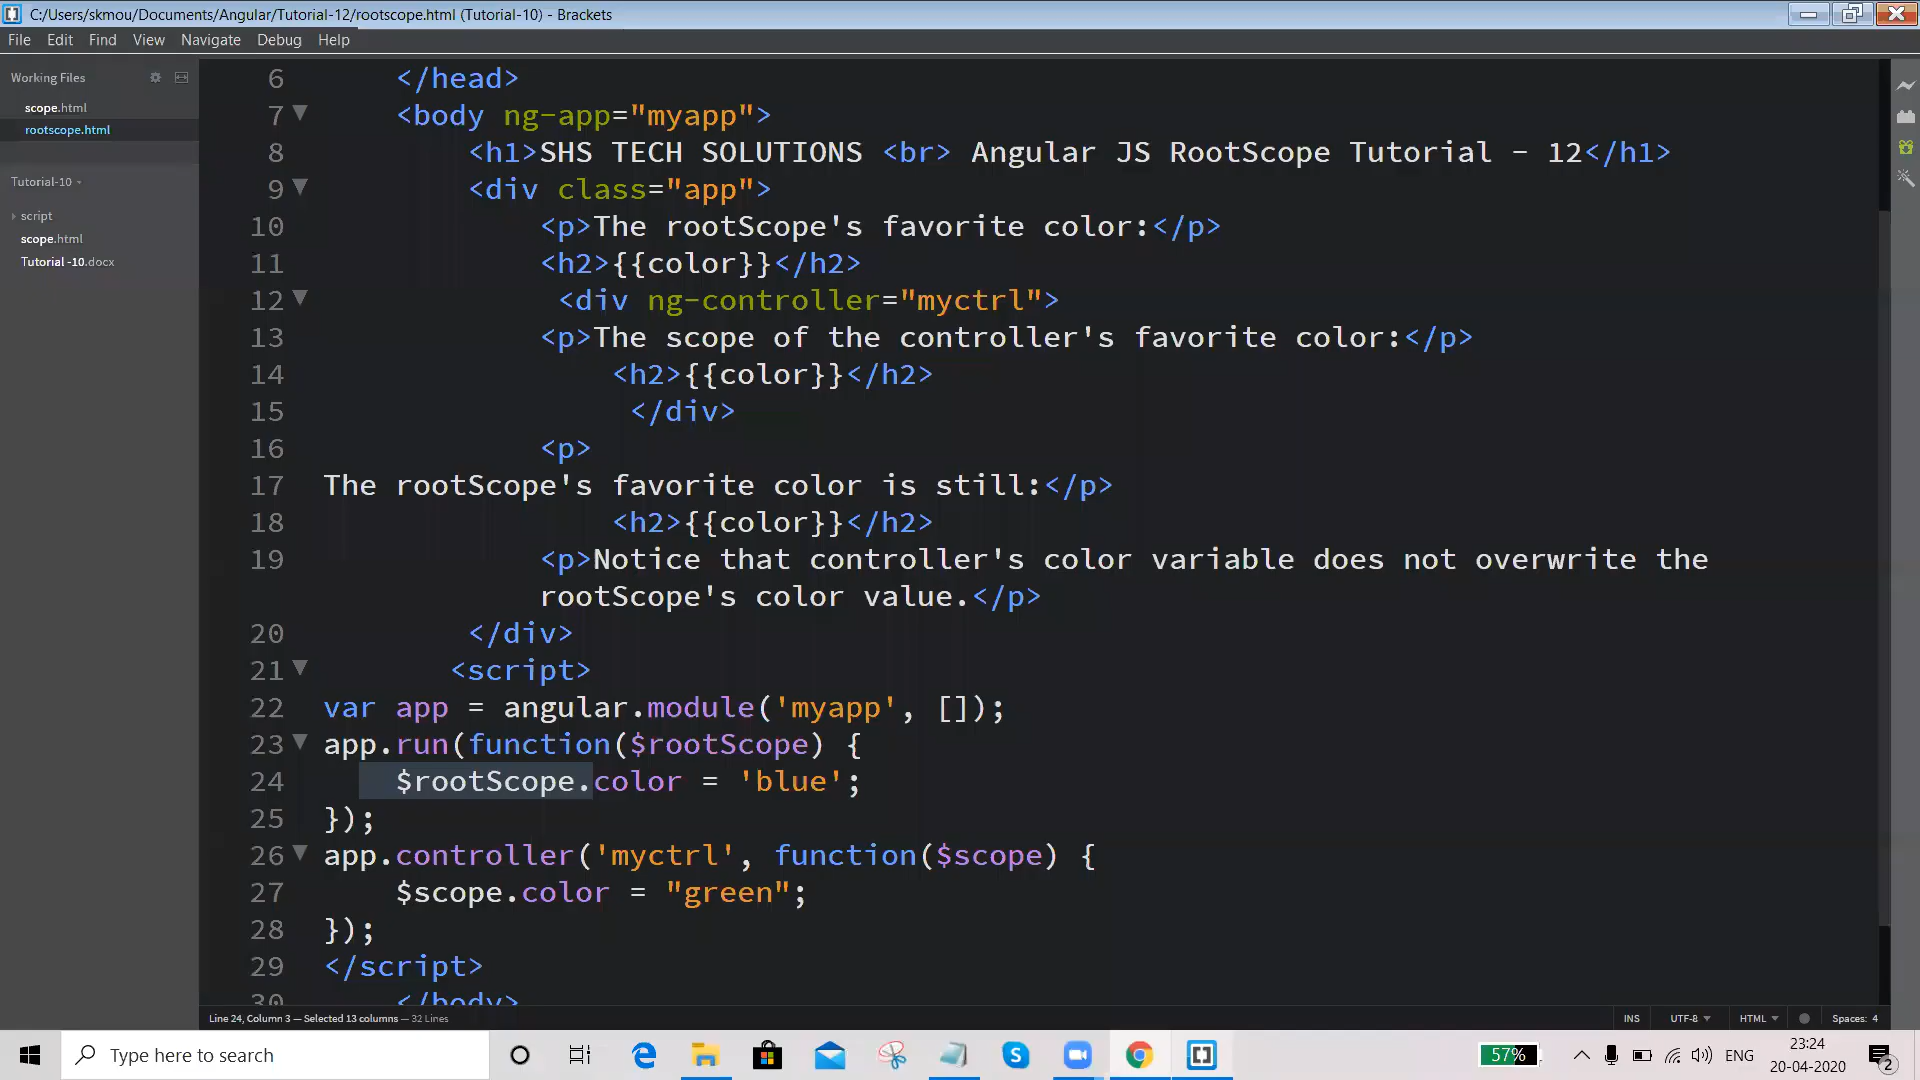 C:/Users/skmou/Documents/Angular/Tutorial-12/rootscope.html (Tutorial-10) - Brackets
File Edit Find View Navigate Debug Help
Working Files
scope.html
rootscope.html
Tutorial-10
script
scope.html
Tutorial -10.docx
6 </head>
7 <body ng-app="myapp">
8 <h1>SHS TECH SOLUTIONS <br> Angular JS RootScope Tutorial - 12</h1>
9 <div class="app">
10 <p>The rootScope's favorite color:</p>
11 <h2>{{color}}</h2>
12 <div ng-controller="myctrl">
13 <p>The scope of the controller's favorite color:</p>
14 <h2>{{color}}</h2>
15 </div>
16 <p>
17 The rootScope's favorite color is still:</p>
18 <h2>{{color}}</h2>
19 <p>Notice that controller's color variable does not overwrite the
rootScope's color value.</p>
20 </div>
21 <script>
22 var app = angular.module('myapp', []);
23 app.run(function($rootScope) {
24 $rootScope.color = 'blue';
25 });
26 app.controller('myctrl', function($scope) {
27 $scope.color = "green";
28 });
29 </script>
30 </body>
Line 24, Column 3 — Selected 13 columns — 32 Lines
INS UTF-8 HTML Spaces: 4
Type here to search
57%
ENG
23:24
20-04-2020
2